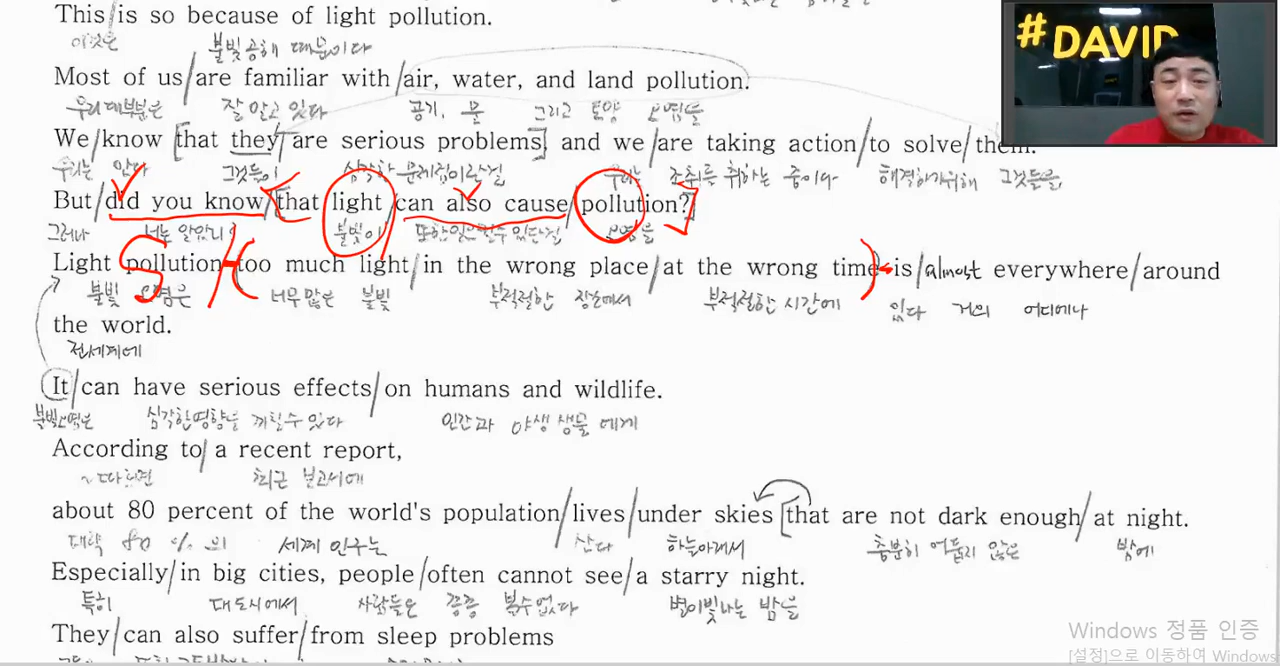 This is so because of light pollution.
이것은 불빛공해 때문이다
#DAVID
Most of us are familiar with air, water, and land pollution.
우리 대부분은 잘 알고 있다 공기, 물 그리고 토양 오염들
We know [that they are serious problems] and we are taking action to solve them.
우리는 안다 그것들이 심각한 문제점이란걸 우리는 조취를 취하는 중이다 해결하기위해 그것들을
But did you know [that light can also cause pollution?]
그러나 너는 알았니 불빛이 또한 수 있단걸 오염을
S H
Light pollution too much light in the wrong place at the wrong time is almost everywhere around
불빛 오염은 너무 많은 불빛 부적절한 장소에서 부적절한 시간에 있다 거의 어디에나
the world.
전세계에
It can have serious effects on humans and wildlife.
불빛오염은 심각한영향을 끼칠수 있다 인간과 야생 생물 에게
According to a recent report,
~따르면 최근 보고서에
about 80 percent of the world's population lives under skies [that are not dark enough at night.
대략 80 % 의 세계 인구는 산다 하늘아래서 충분히 어둡지 않은 밤에
Especially in big cities, people often cannot see a starry night.
특히 대도시에서 사람들은 종종 볼수없다 별이빛나는 밤을
They can also suffer from sleep problems
Windows 정품 인증
[설정]으로 이동하여 Windows